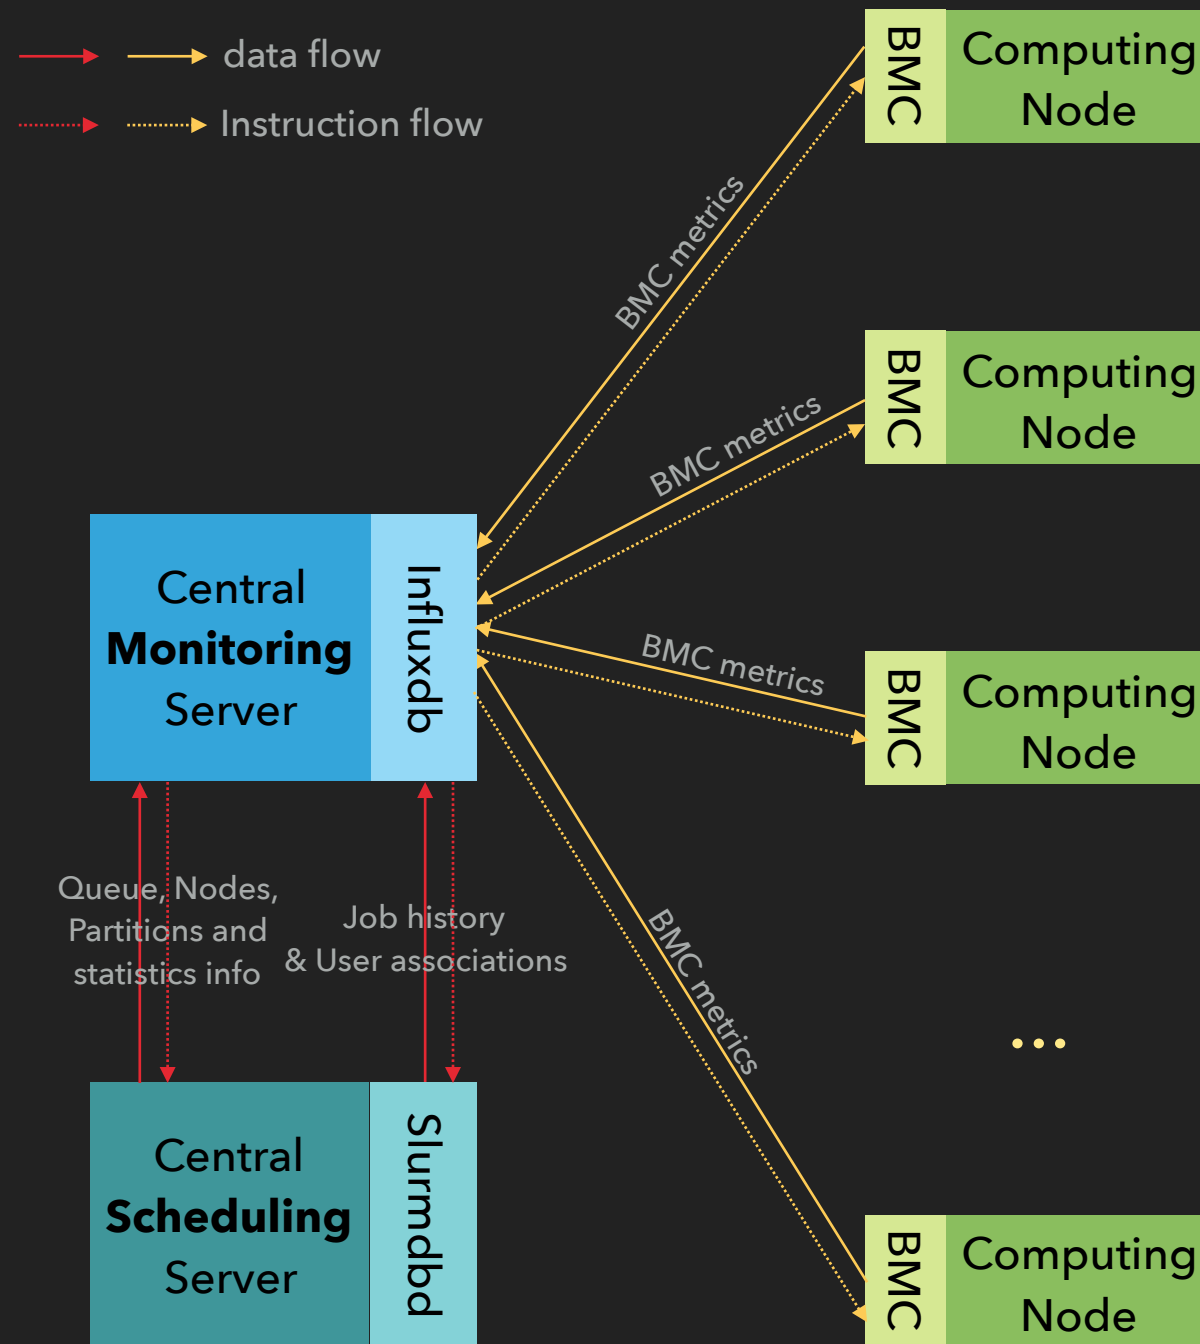 data flow
Instruction flow
BMC
Computing
Node
BMC metrics
BMC
Computing
Node
BMC metrics
Central
Monitoring
Server
Influxdb
BMC metrics
BMC
Computing
Node
Queue, Nodes,
Partitions and
statistics info
Job history
& User associations
BMC metrics
...
Central
Scheduling
Server
Slurmdbd
BMC
Computing
Node